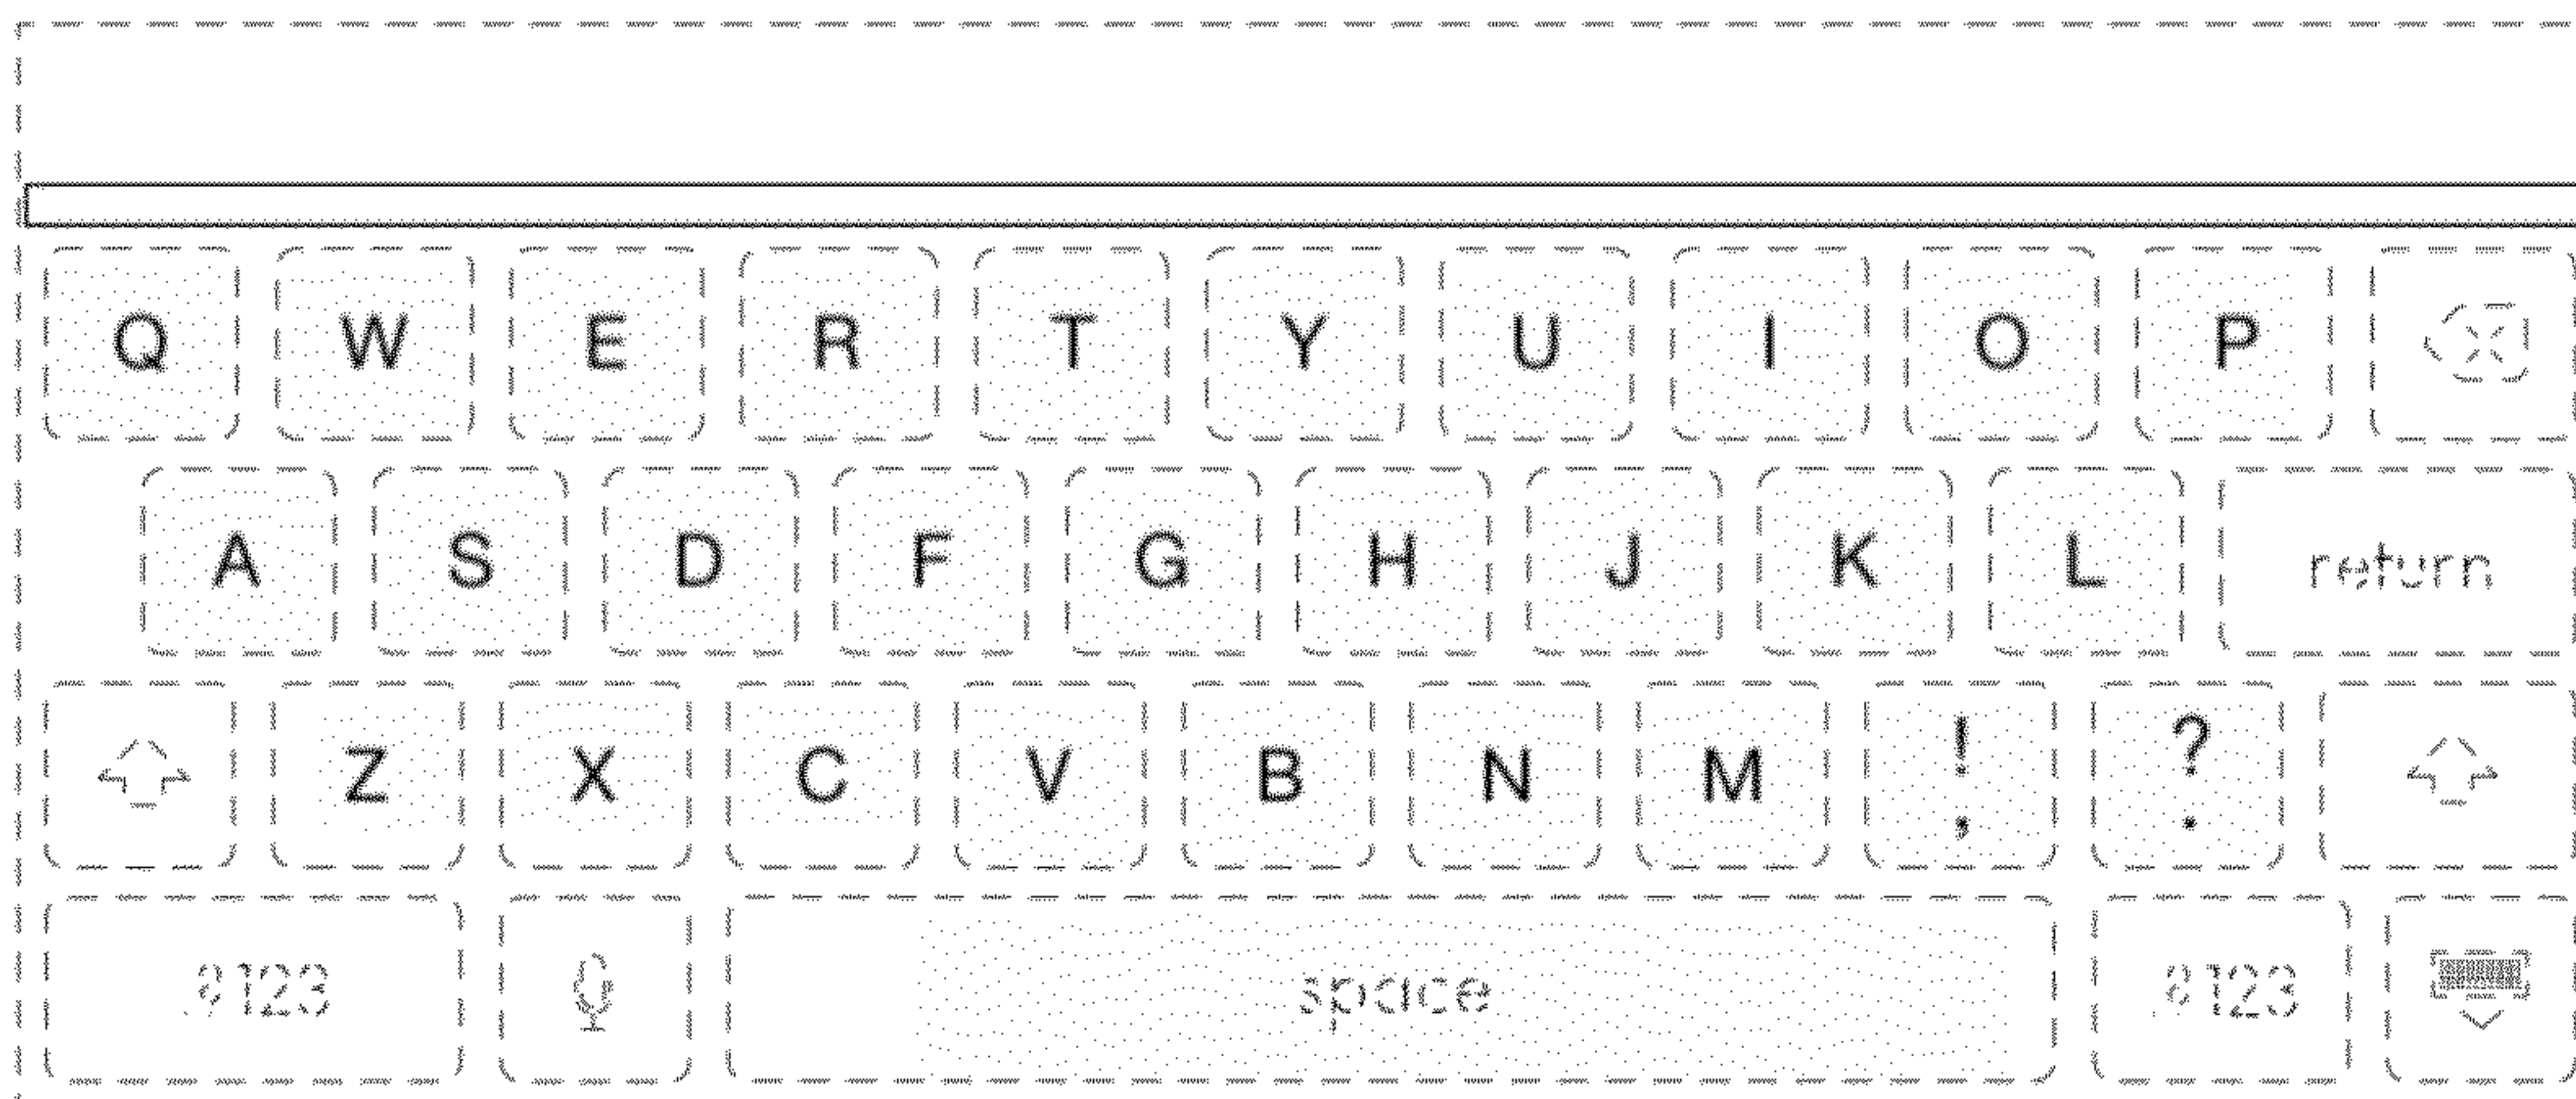 Q W E R T Y U I O P
A S D F G H J K L return
Z X C V B N M ! , ? .
.?123 space .?123